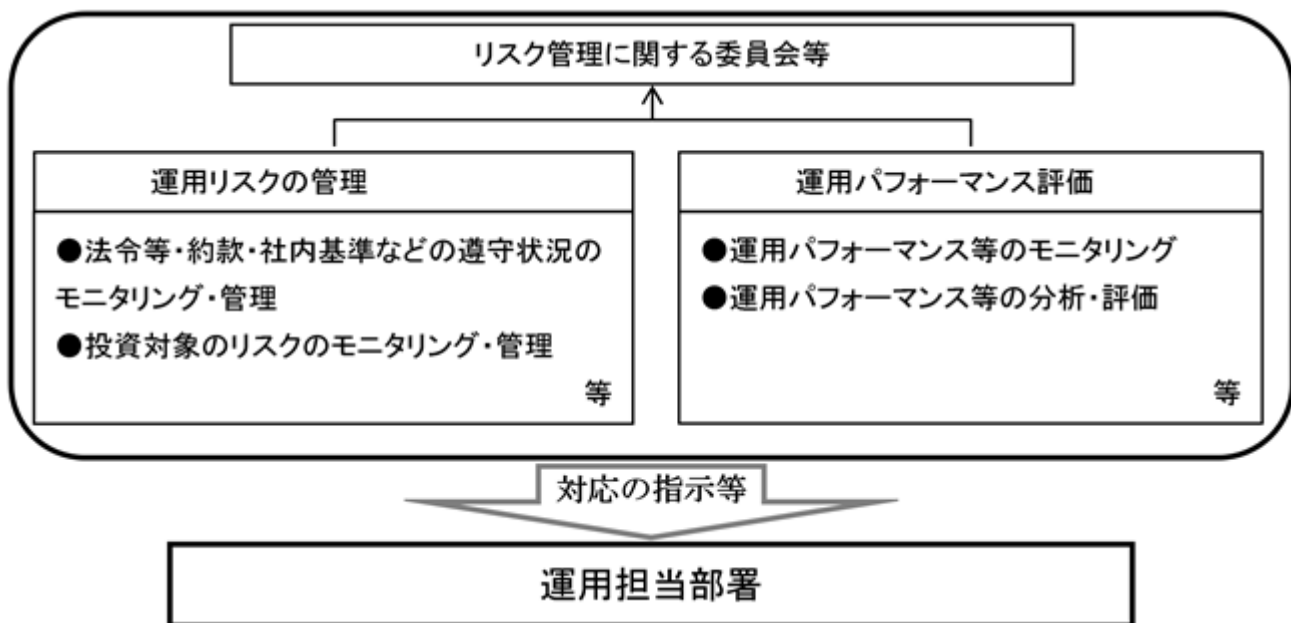 リスク管理に関する委員会等
運用リスクの管理
●法令等・約款・社内基準などの遵守状況の
モニタリング・管理
●投資対象のリスクのモニタリング・管理
等
運用パフォーマンス評価
●運用パフォーマンス等のモニタリング
●運用パフォーマンス等の分析・評価
等
対応の指示等
運用担当部署